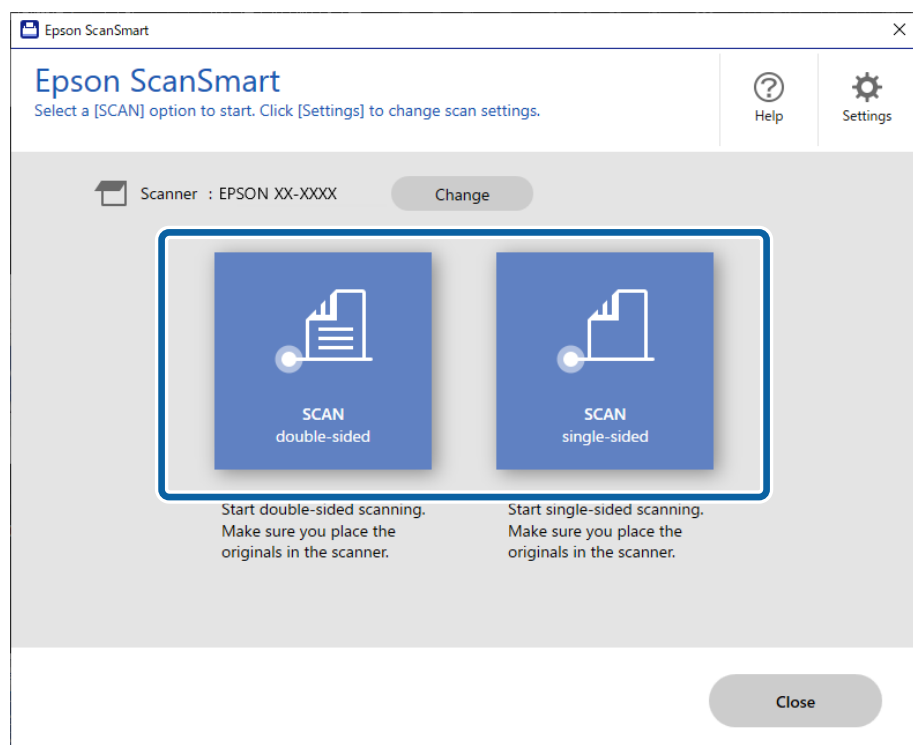 Epson ScanSmart
Epson ScanSmart
Select a [SCAN] option to start. Click [Settings] to change scan settings.
Help
Settings
Scanner : EPSON XX-XXXX
Change
SCAN
double-sided
SCAN
single-sided
Start double-sided scanning.
Make sure you place the
originals in the scanner.
Start single-sided scanning.
Make sure you place the
originals in the scanner.
Close